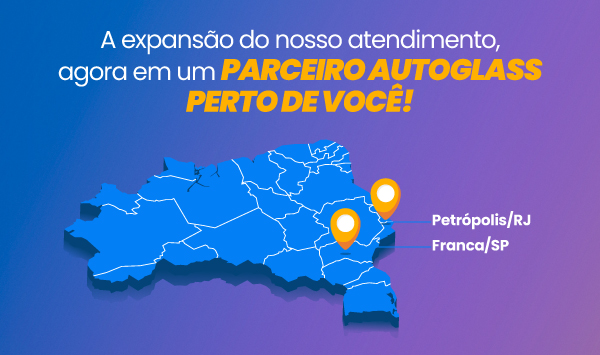 A expansão do nosso atendimento,
agora em um PARCEIRO AUTOGLASS
PERTO DE VOCÊ!
Petrópolis/RJ
Franca/SP